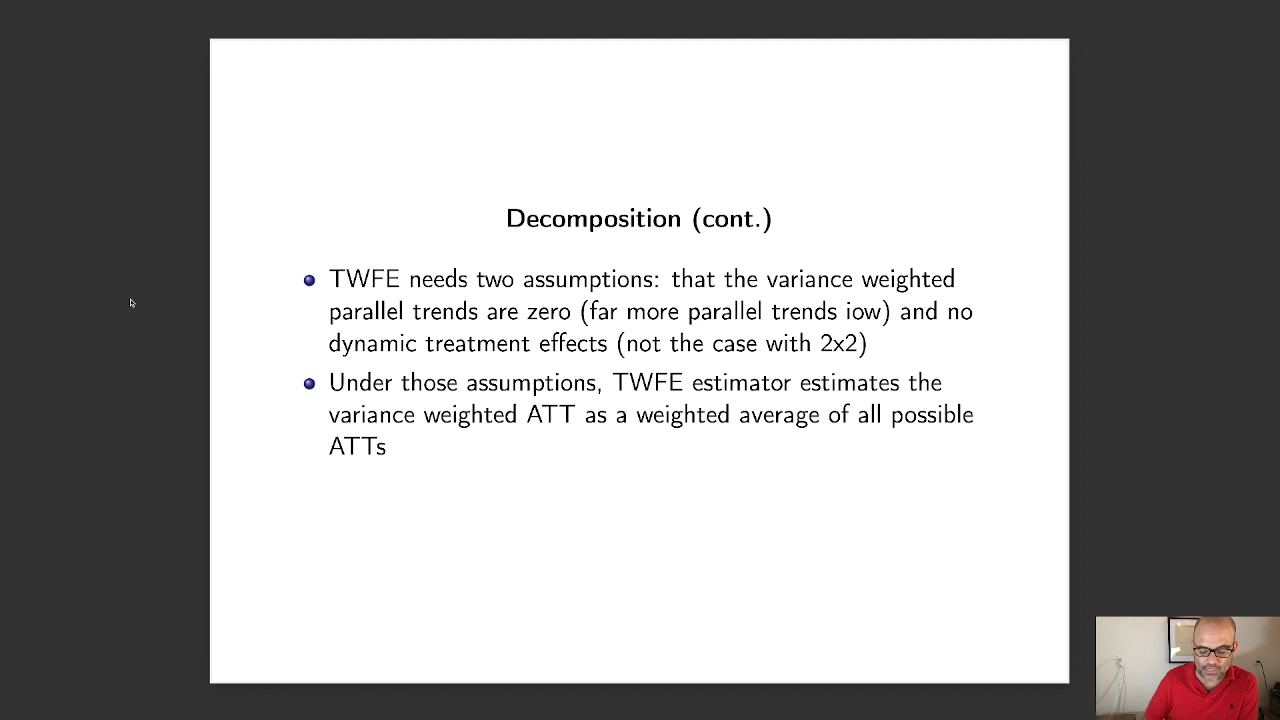 Decomposition (cont.)
TWFE needs two assumptions: that the variance weighted
parallel trends are zero (far more parallel trends iow) and no
dynamic treatment effects (not the case with 2x2)
Under those assumptions, TWFE estimator estimates the
variance weighted ATT as a weighted average of all possible
ATTs